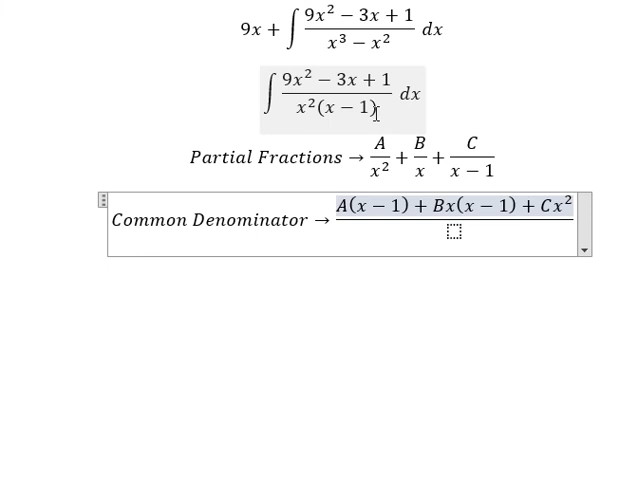 9x + ∫ (9x² − 3x + 1)/(x³ − x²) dx
∫ (9x² − 3x + 1)/(x²(x − 1)) dx
Partial Fractions → A/x² + B/x + C/(x − 1)
Common Denominator → (A(x − 1) + Bx(x − 1) + Cx²)/⬚